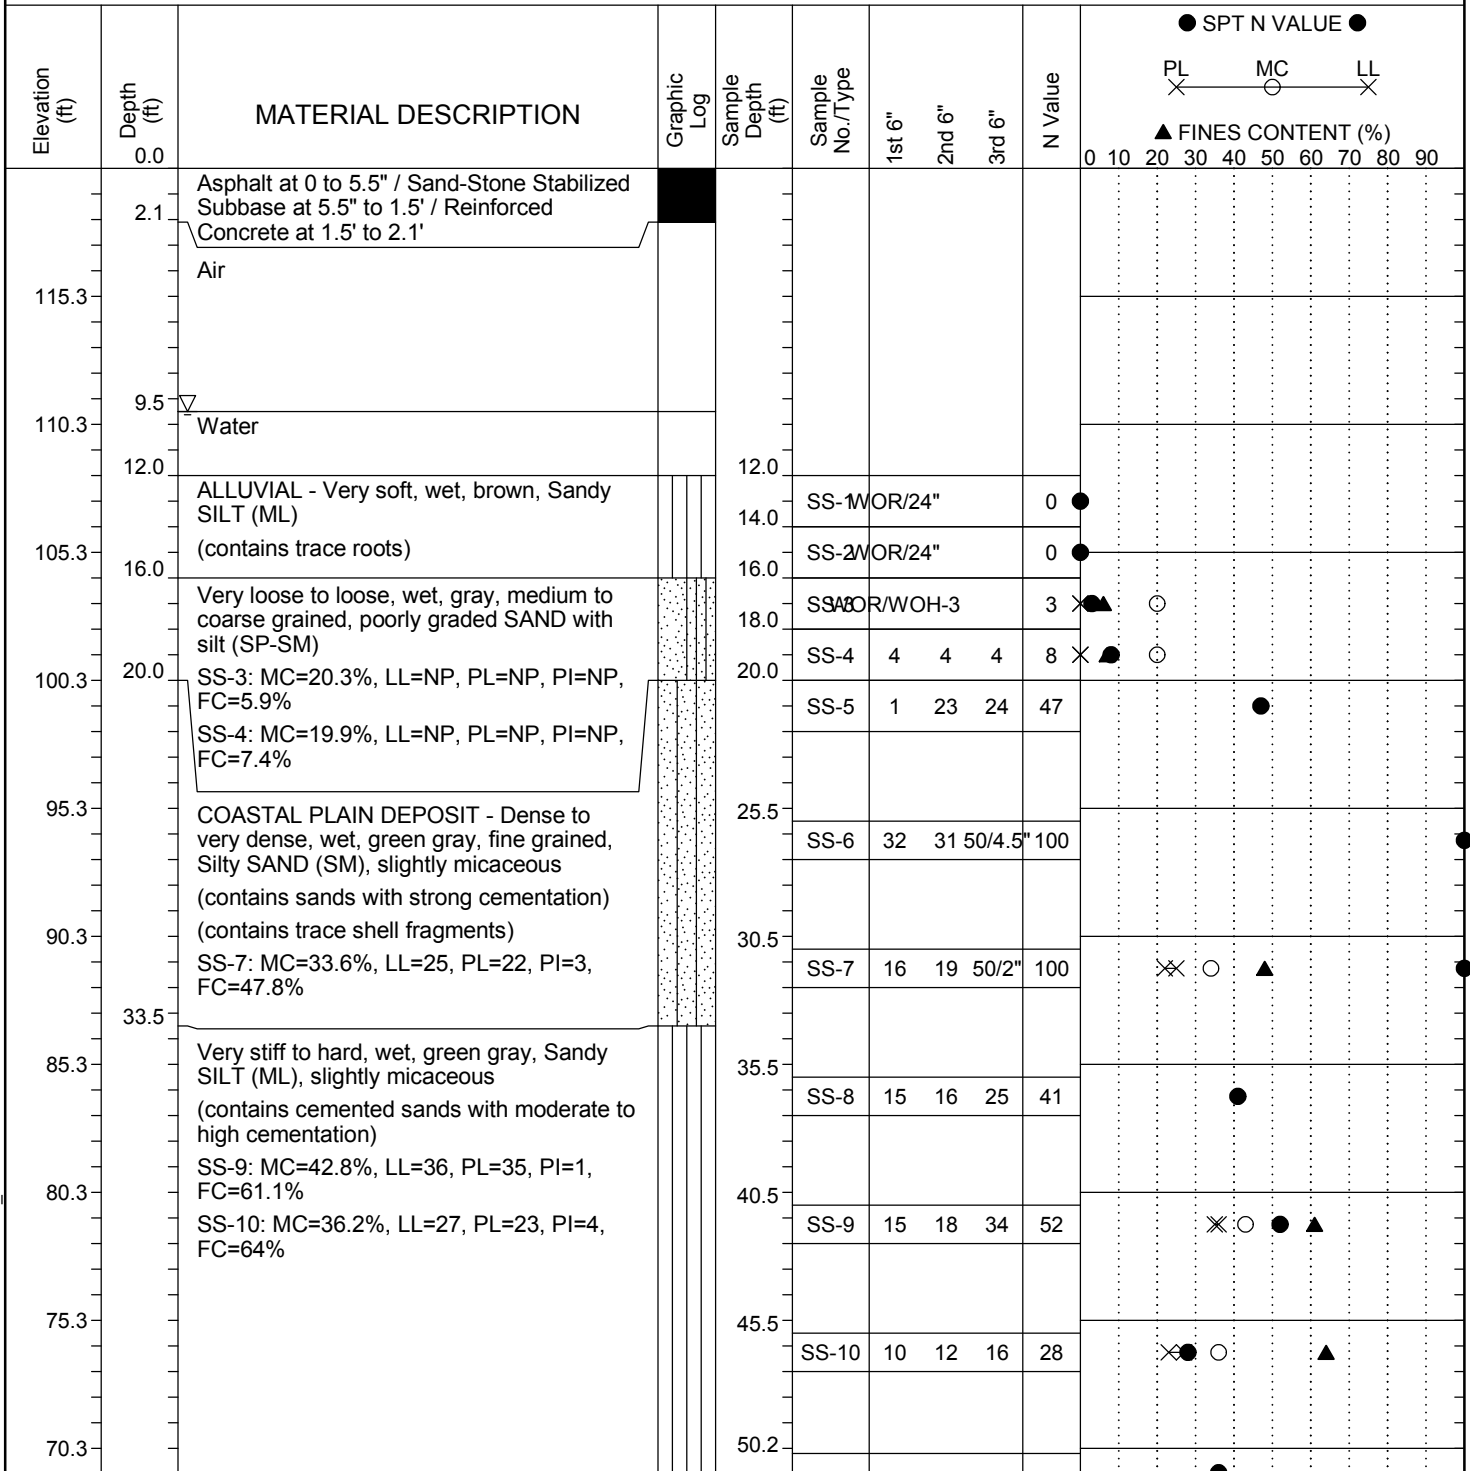 Elevation (ft)
Depth (ft)
0.0
MATERIAL DESCRIPTION
Graphic Log
Sample Depth (ft)
Sample No./Type
1st 6"
2nd 6"
3rd 6"
N Value
● SPT N VALUE ●
PL MC LL
▲ FINES CONTENT (%)
0 10 20 30 40 50 60 70 80 90
Asphalt at 0 to 5.5" / Sand-Stone Stabilized
2.1 Subbase at 5.5" to 1.5' / Reinforced
Concrete at 1.5' to 2.1'
Air
115.3
9.5
110.3
Water
12.0 12.0
ALLUVIAL - Very soft, wet, brown, Sandy
SILT (ML)
SS-1 WOR/24" 0
14.0
105.3 (contains trace roots)
SS-2 WOR/24" 0
16.0 16.0
Very loose to loose, wet, gray, medium to
coarse grained, poorly graded SAND with
silt (SP-SM)
SS-3 WOR/WOH-3 3
18.0
SS-3: MC=20.3%, LL=NP, PL=NP, PI=NP,
FC=5.9%
SS-4 4 4 4 8
100.3 20.0 20.0
SS-4: MC=19.9%, LL=NP, PL=NP, PI=NP,
FC=7.4%
SS-5 1 23 24 47
95.3 25.5
COASTAL PLAIN DEPOSIT - Dense to
very dense, wet, green gray, fine grained,
Silty SAND (SM), slightly micaceous
SS-6 32 31 50/4.5" 100
(contains sands with strong cementation)
90.3 (contains trace shell fragments) 30.5
SS-7: MC=33.6%, LL=25, PL=22, PI=3,
FC=47.8%
SS-7 16 19 50/2" 100
33.5
85.3 35.5
Very stiff to hard, wet, green gray, Sandy
SILT (ML), slightly micaceous
SS-8 15 16 25 41
(contains cemented sands with moderate to
high cementation)
SS-9: MC=42.8%, LL=36, PL=35, PI=1,
FC=61.1%
80.3 40.5
SS-10: MC=36.2%, LL=27, PL=23, PI=4,
FC=64%
SS-9 15 18 34 52
75.3 45.5
SS-10 10 12 16 28
70.3 50.2